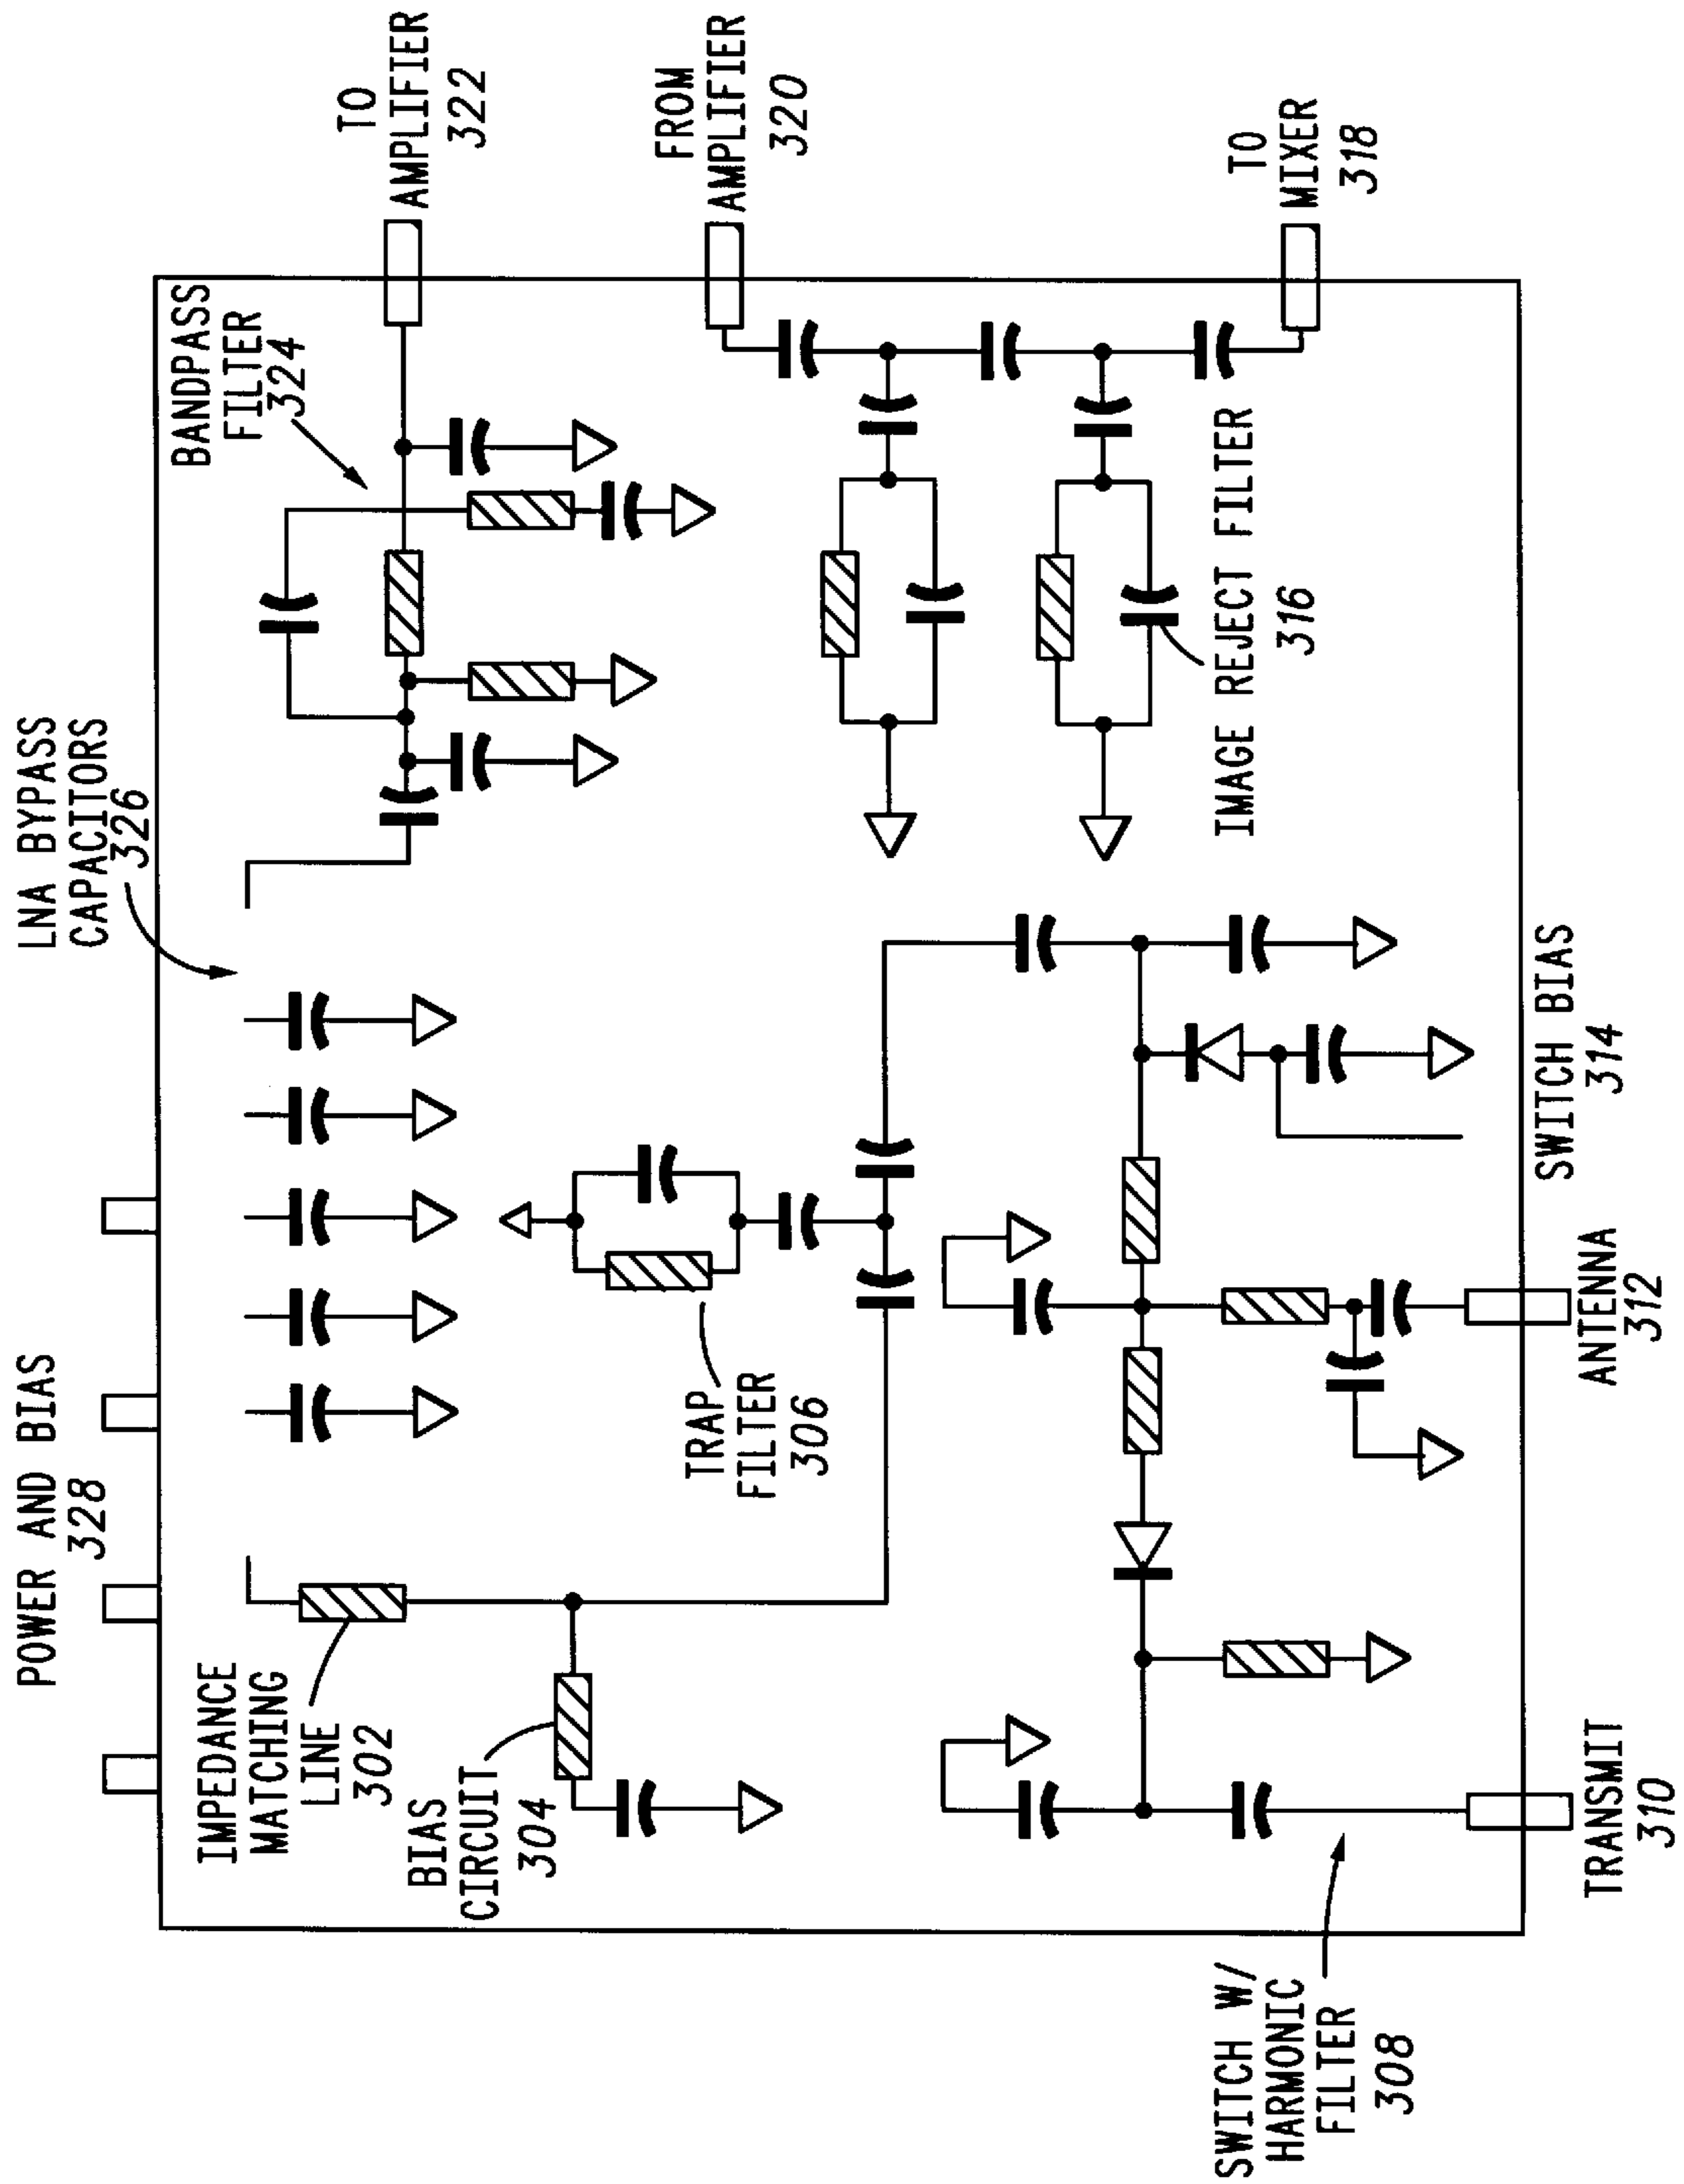 POWER AND BIAS
328
LNA BYPASS
CAPACITORS
326
IMPEDANCE
MATCHING
LINE
302
BIAS
CIRCUIT
304
TRAP
FILTER
306
BANDPASS
FILTER
324
TO
AMPLIFIER
322
FROM
AMPLIFIER
320
TO
MIXER
318
IMAGE REJECT FILTER
316
SWITCH W/
HARMONIC
FILTER
308
TRANSMIT
310
ANTENNA
312
SWITCH BIAS
314